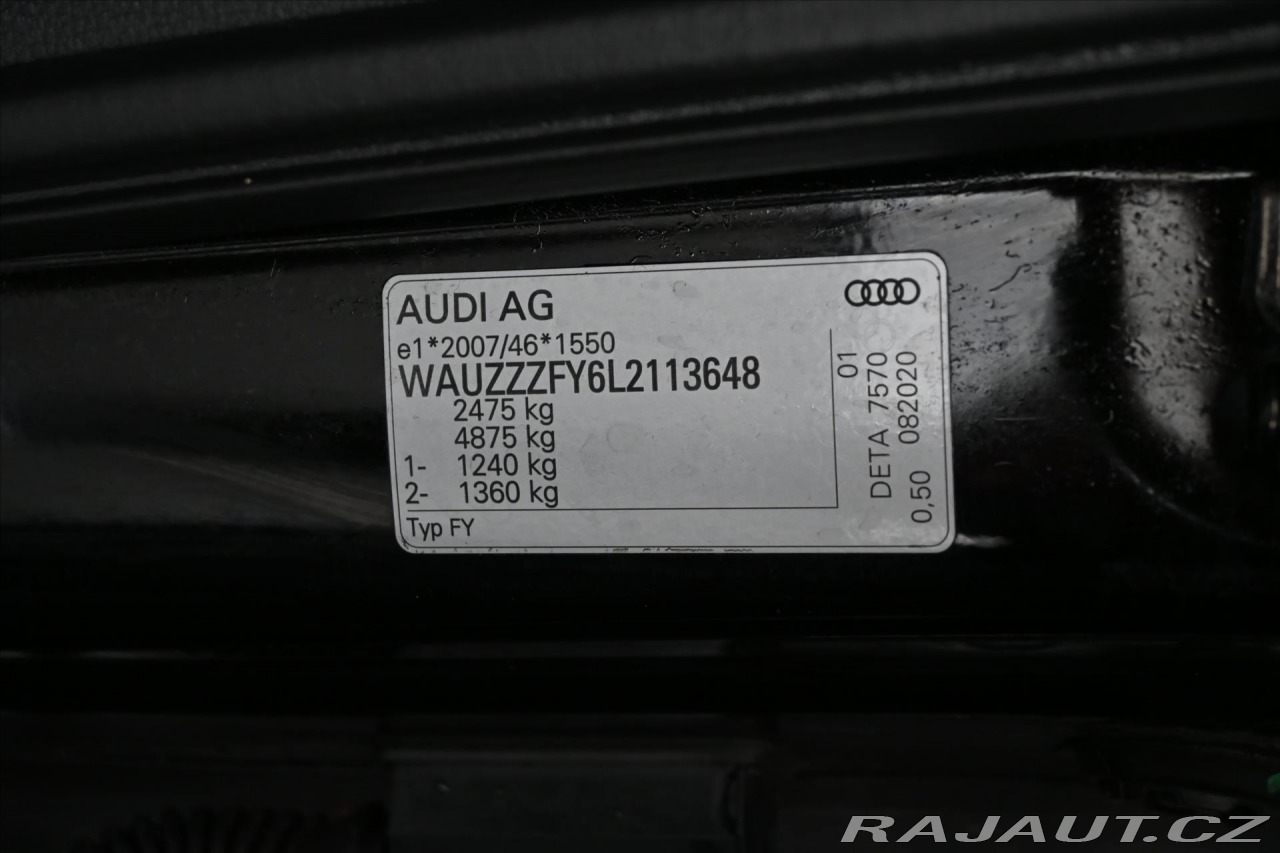 AUDI AG
e1*2007/46*1550
WAUZZZFY6L2113648
2475 kg
4875 kg
1- 1240 kg
2- 1360 kg
Typ FY
01
DETA 7570
0,50 082020
RAJAUT.CZ